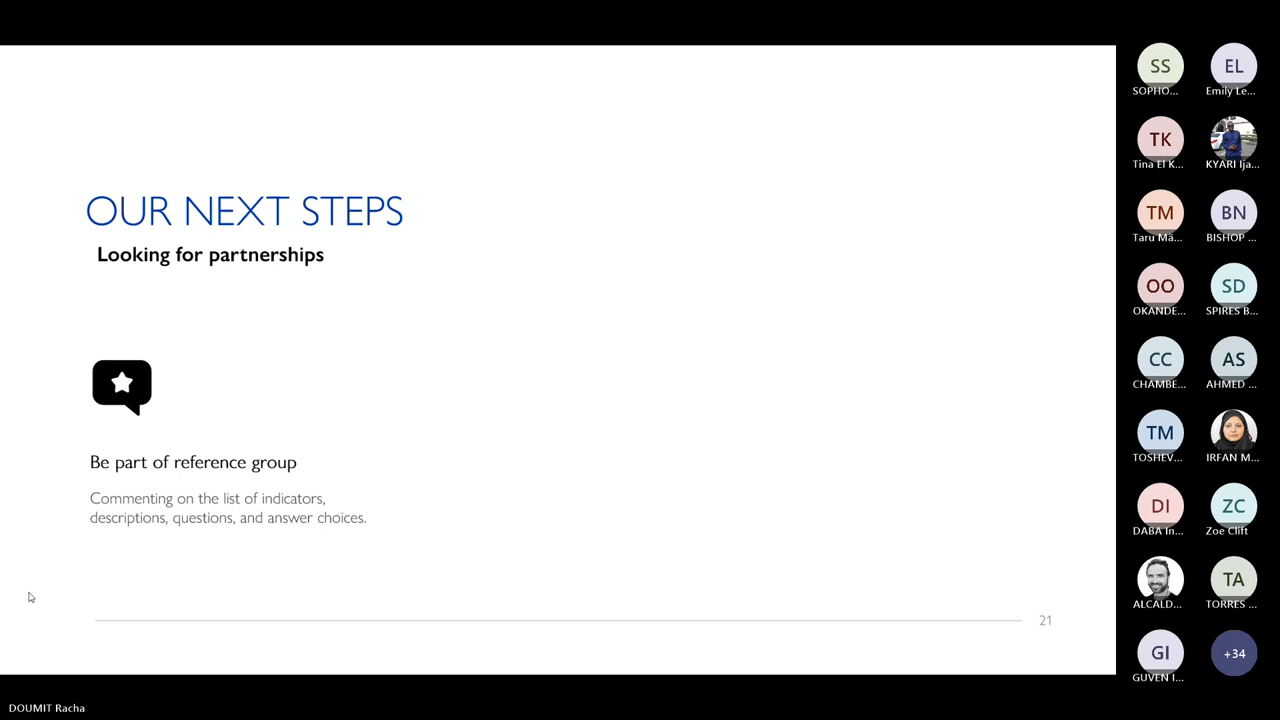 OUR NEXT STEPS
Looking for partnerships
Be part of reference group
Commenting on the list of indicators,
descriptions, questions, and answer choices.
21
SS
SOPHO...
EL
Emily Le...
TK
Tina El K...
KYARI Ija...
TM
Taru Mä...
BN
BISHOP ...
OO
OKANDE...
SD
SPIRES B...
CC
CHAMBE...
AS
AHMED ...
TM
TOSHEV...
IRFAN M...
DI
DABA In...
ZC
Zoe Clift
ALCALD...
TA
TORRES ...
GI
GUVEN I...
+34
DOUMIT Racha